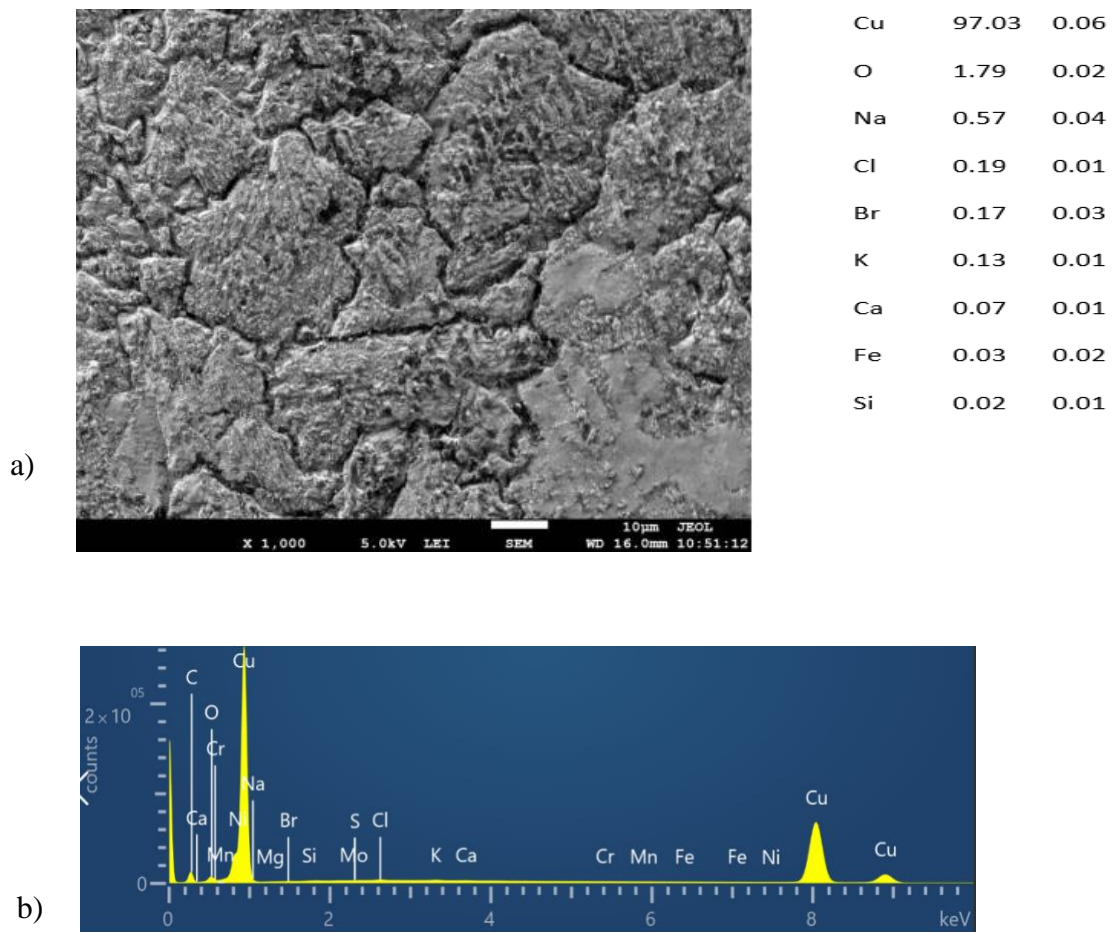 Cu 97.03 0.06
O 1.79 0.02
Na 0.57 0.04
Cl 0.19 0.01
Br 0.17 0.03
K 0.13 0.01
Ca 0.07 0.01
Fe 0.03 0.02
Si 0.02 0.01
a)
10µm JEOL
X 1,000 5.0kV LEI SEM WD 16.0mm 10:51:12
b)
2 × 10 05
counts
0
C
O
Cr
Cu
Ca
Mn
Ni
Na
Mg
Br
Si
S
Mo
Cl
K
Ca
Cr
Mn
Fe
Fe
Ni
Cu
Cu
0 2 4 6 8 keV